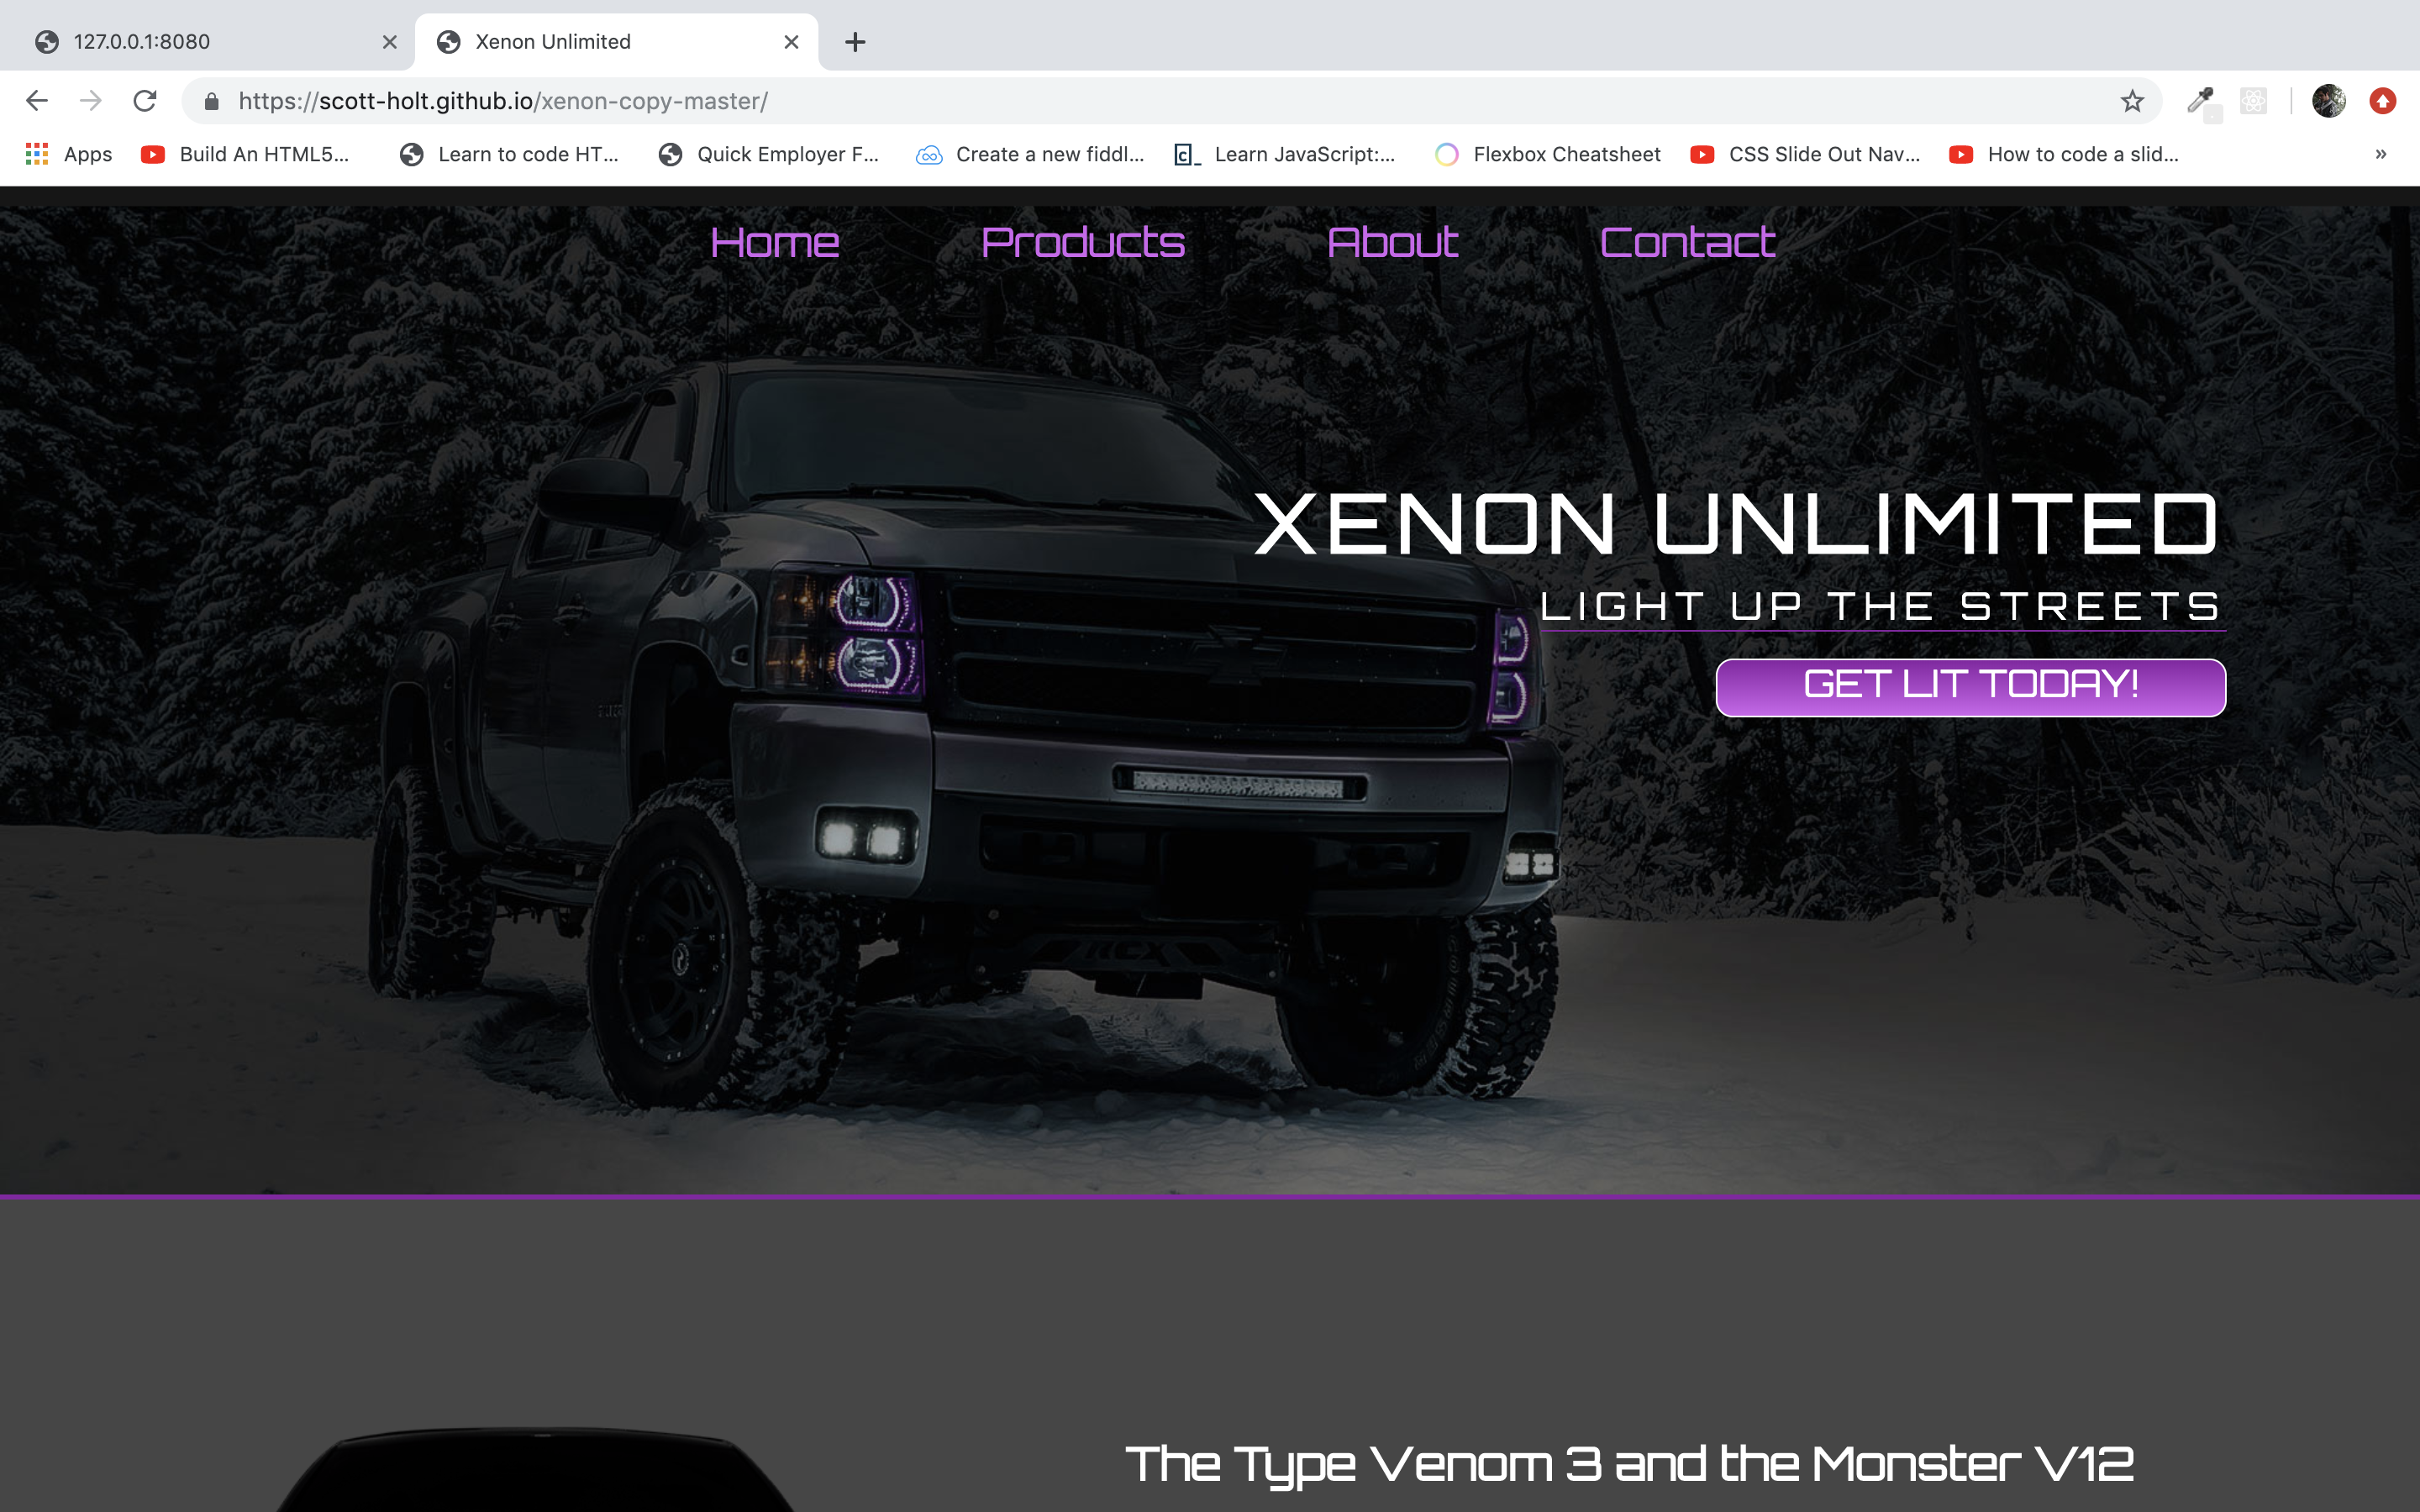 127.0.0.1:8080
Xenon Unlimited
https://scott-holt.github.io/xenon-copy-master/
Apps
Build An HTML5...
Learn to code HT...
Quick Employer F...
Create a new fiddl...
Learn JavaScript:...
Flexbox Cheatsheet
CSS Slide Out Nav...
How to code a slid...
Home
Products
About
Contact
XENON UNLIMITED
LIGHT UP THE STREETS
GET LIT TODAY!
The Type Venom 3 and the Monster V12